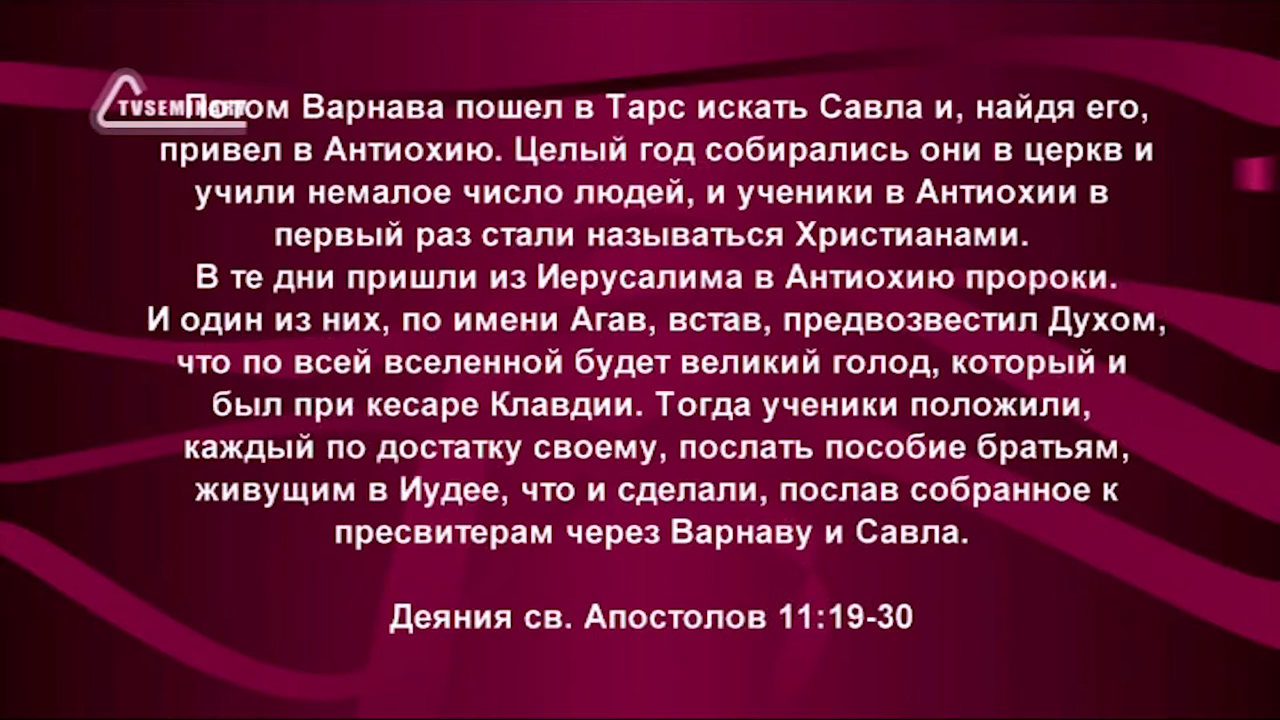 TVSEMINARY
Потом Варнава пошел в Тарс искать Савла и, найдя его,
привел в Антиохию. Целый год собирались они в церкв и
учили немалое число людей, и ученики в Антиохии в
первый раз стали называться Христианами.
В те дни пришли из Иерусалима в Антиохию пророки.
И один из них, по имени Агав, встав, предвозвестил Духом,
что по всей вселенной будет великий голод, который и
был при кесаре Клавдии. Тогда ученики положили,
каждый по достатку своему, послать пособие братьям,
живущим в Иудее, что и сделали, послав собранное к
пресвитерам через Варнаву и Савла.
Деяния св. Апостолов 11:19-30